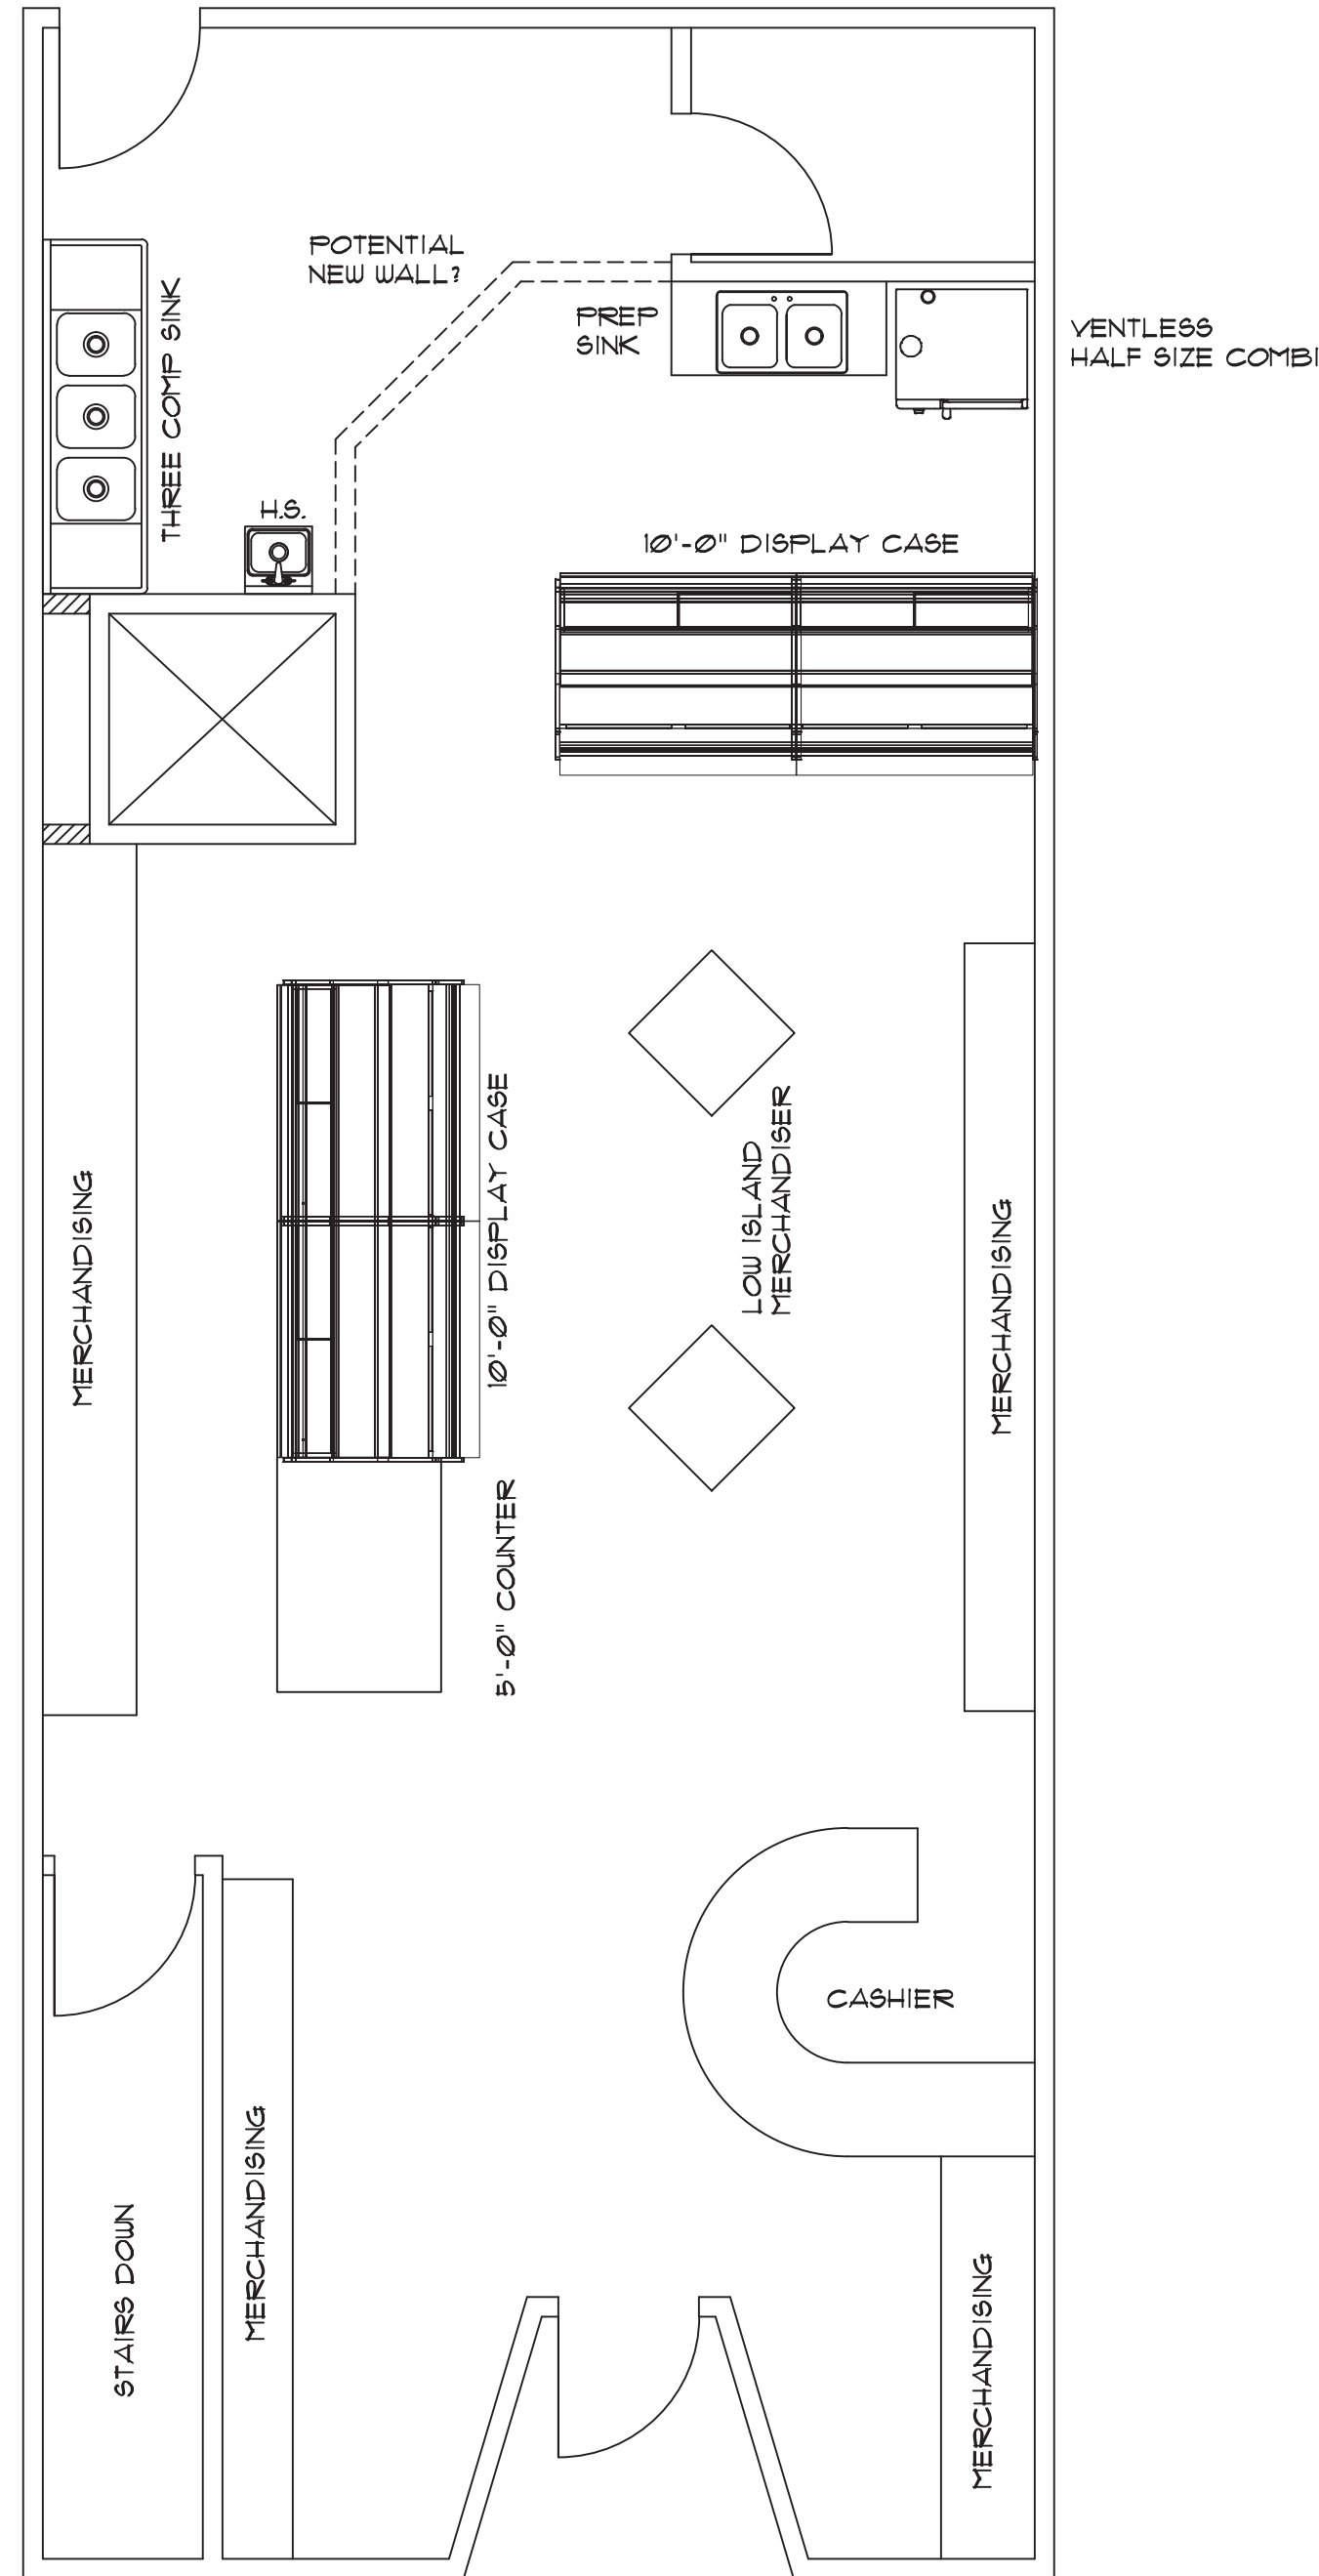 POTENTIAL
NEW WALL?
THREE COMP SINK
PREP
SINK
VENTLESS
HALF SIZE COMBI
H.S.
10'-0" DISPLAY CASE
MERCHANDISING
10'-0" DISPLAY CASE
LOW ISLAND
MERCHANDISER
MERCHANDISING
5'-0" COUNTER
CASHIER
STAIRS DOWN
MERCHANDISING
MERCHANDISING